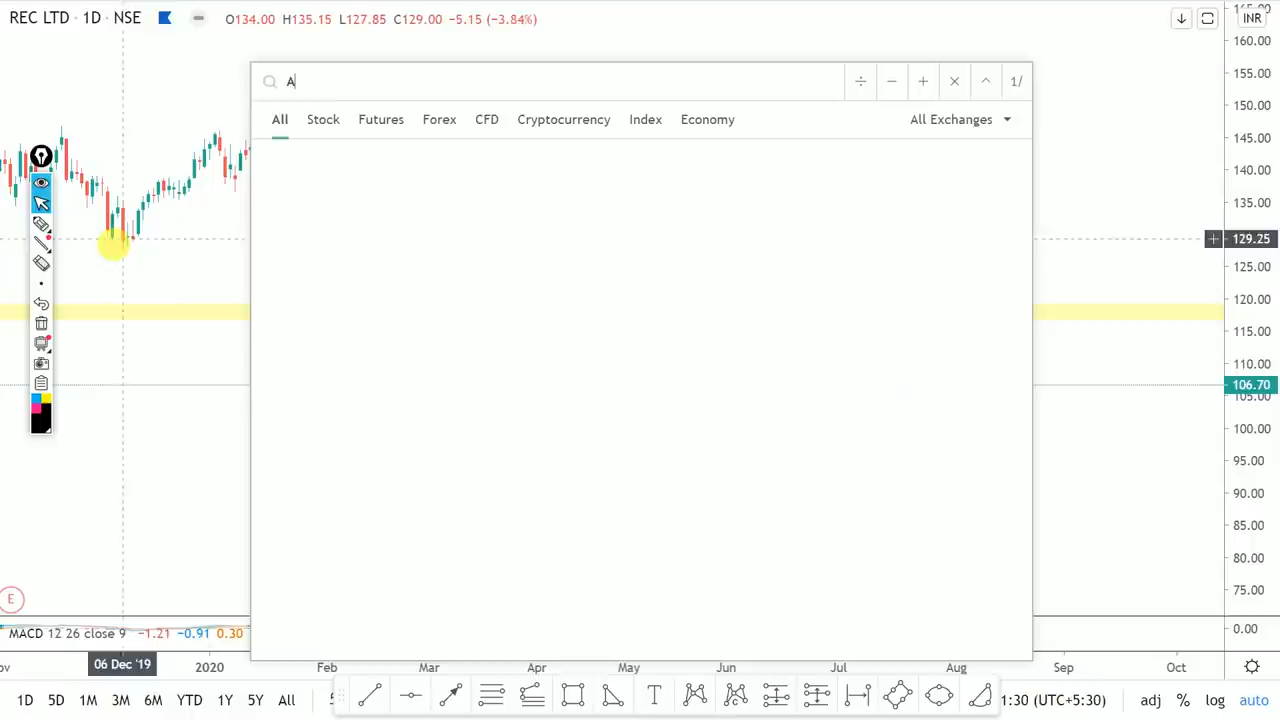 REC LTD · 1D · NSE
O134.00 H135.15 L127.85 C129.00 −5.15 (−3.84%)
INR
A
÷ − + × ^ 1/
All Stock Futures Forex CFD Cryptocurrency Index Economy All Exchanges
165.00
160.00
155.00
150.00
145.00
140.00
135.00
129.25
125.00
120.00
115.00
110.00
106.70
105.00
100.00
95.00
90.00
85.00
80.00
75.00
E
MACD 12 26 close 9 −1.21 −0.91 0.30
0.00
06 Dec '19 2020 Feb Mar Apr May Jun Jul Aug Sep Oct
1D 5D 1M 3M 6M YTD 1Y 5Y All
T
1:30 (UTC+5:30) adj % log auto